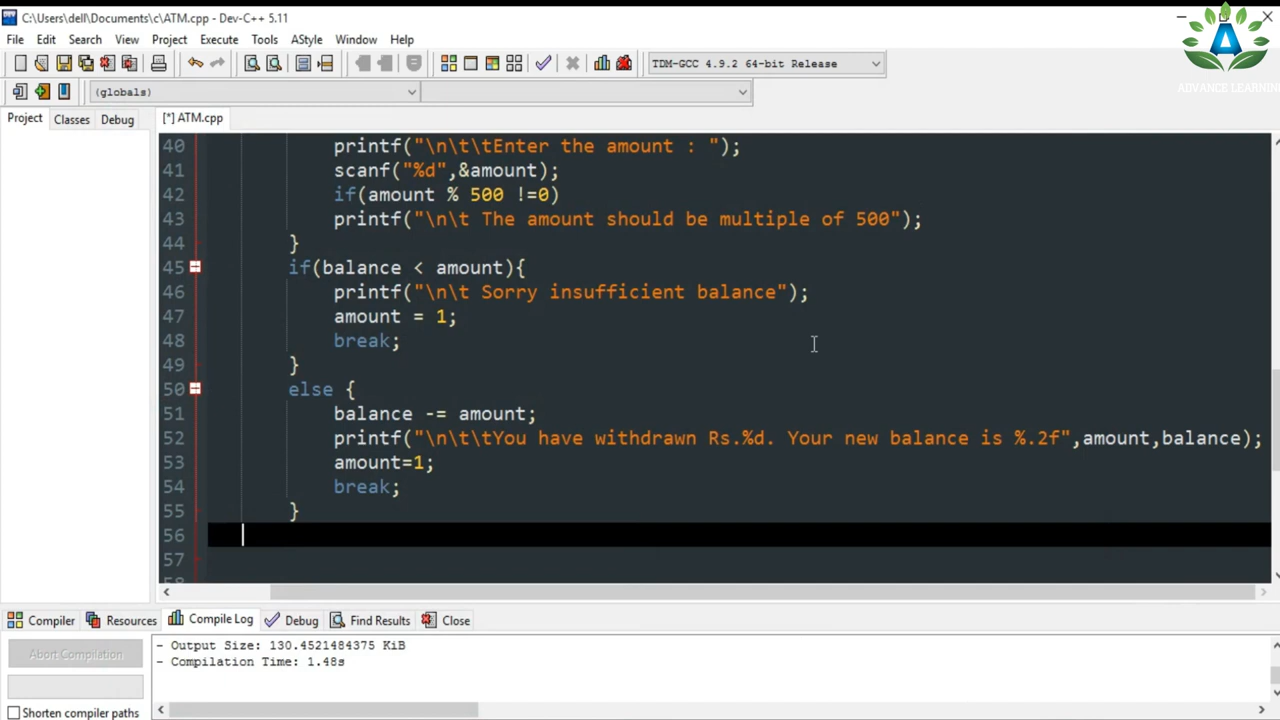 C:\Users\dell\Documents\c\ATM.cpp - Dev-C++ 5.11
File Edit Search View Project Execute Tools AStyle Window Help
TDM-GCC 4.9.2 64-bit Release
ADVANCE LEARNING
(globals)
Project Classes Debug
[*] ATM.cpp
40 printf("\n\t\tEnter the amount : ");
41 scanf("%d",&amount);
42 if(amount % 500 !=0)
43 printf("\n\t The amount should be multiple of 500");
44 }
45 if(balance < amount){
46 printf("\n\t Sorry insufficient balance");
47 amount = 1;
48 break;
49 }
50 else {
51 balance -= amount;
52 printf("\n\t\tYou have withdrawn Rs.%d. Your new balance is %.2f",amount,balance);
53 amount=1;
54 break;
55 }
56
57
58
Compiler Resources Compile Log Debug Find Results Close
Abort Compilation
- Output Size: 130.4521484375 KiB
- Compilation Time: 1.48s
Shorten compiler paths